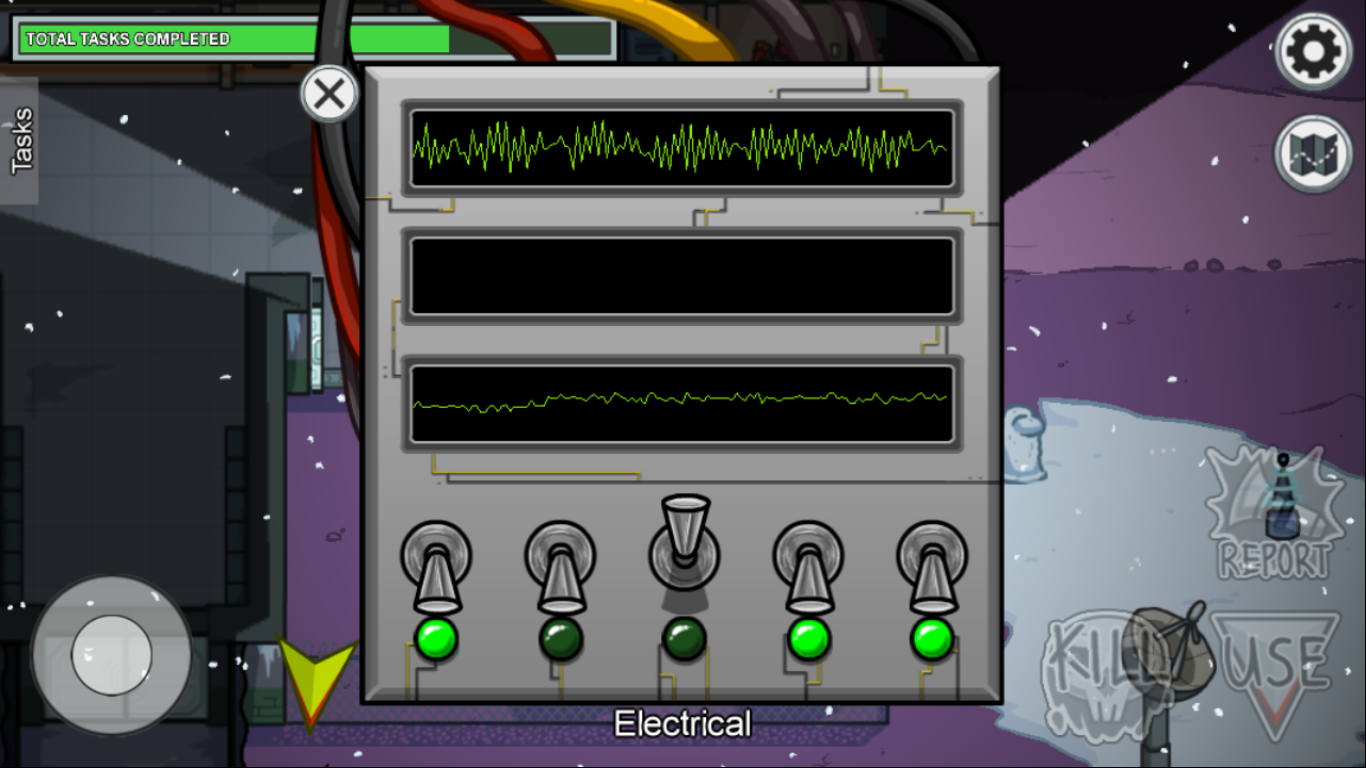 TOTAL TASKS COMPLETED
Tasks
REPORT
KILL
USE
Electrical